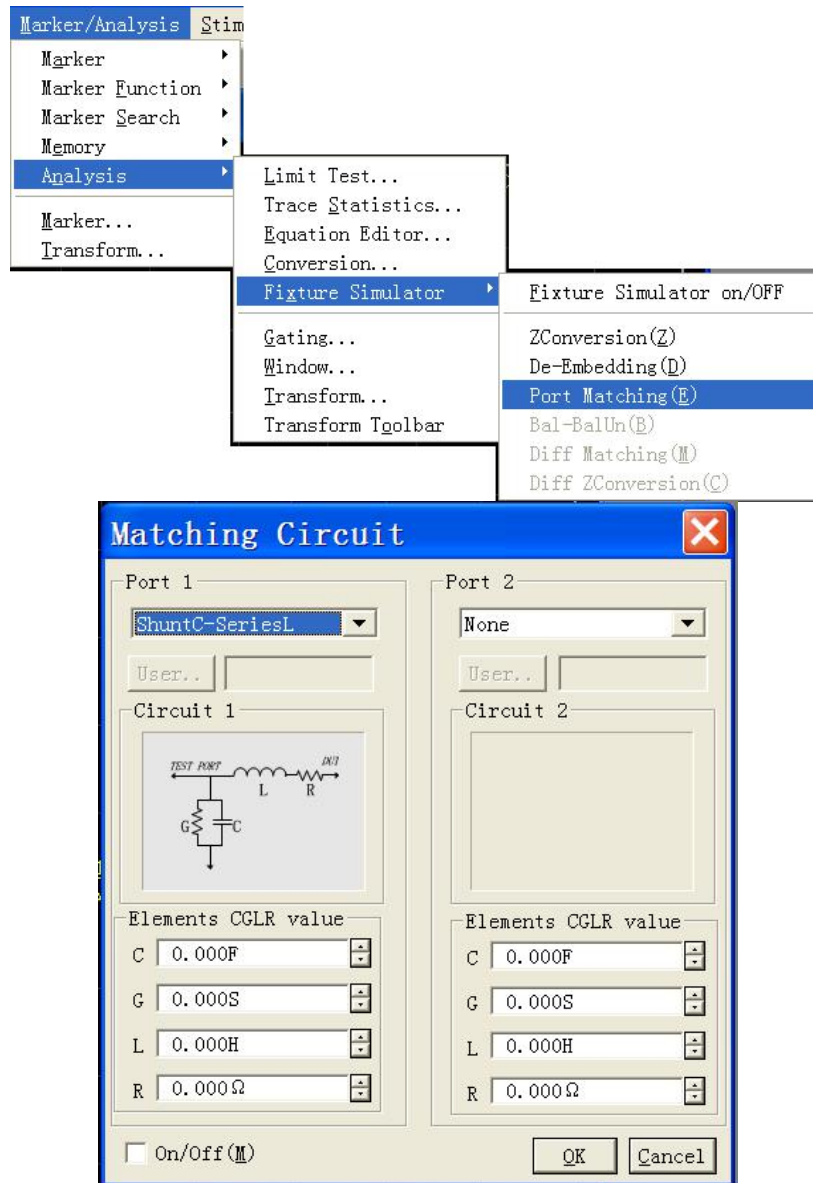 Marker/Analysis Stim
Marker
Marker Function
Marker Search
Memory
Analysis
Marker...
Transform...
Limit Test...
Trace Statistics...
Equation Editor...
Conversion...
Fixture Simulator
Gating...
Window...
Transform...
Transform Toolbar
Fixture Simulator on/OFF
ZConversion(Z)
De-Embedding(D)
Port Matching(E)
Bal-BalUn(B)
Diff Matching(M)
Diff ZConversion(C)
Matching Circuit
Port 1
ShuntC-SeriesL
User..
Circuit 1
TEST PORT
DUT
L
R
G
C
Elements CGLR value
C 0.000F
G 0.000S
L 0.000H
R 0.000Ω
Port 2
None
User..
Circuit 2
Elements CGLR value
C 0.000F
G 0.000S
L 0.000H
R 0.000Ω
On/Off(M)
OK
Cancel